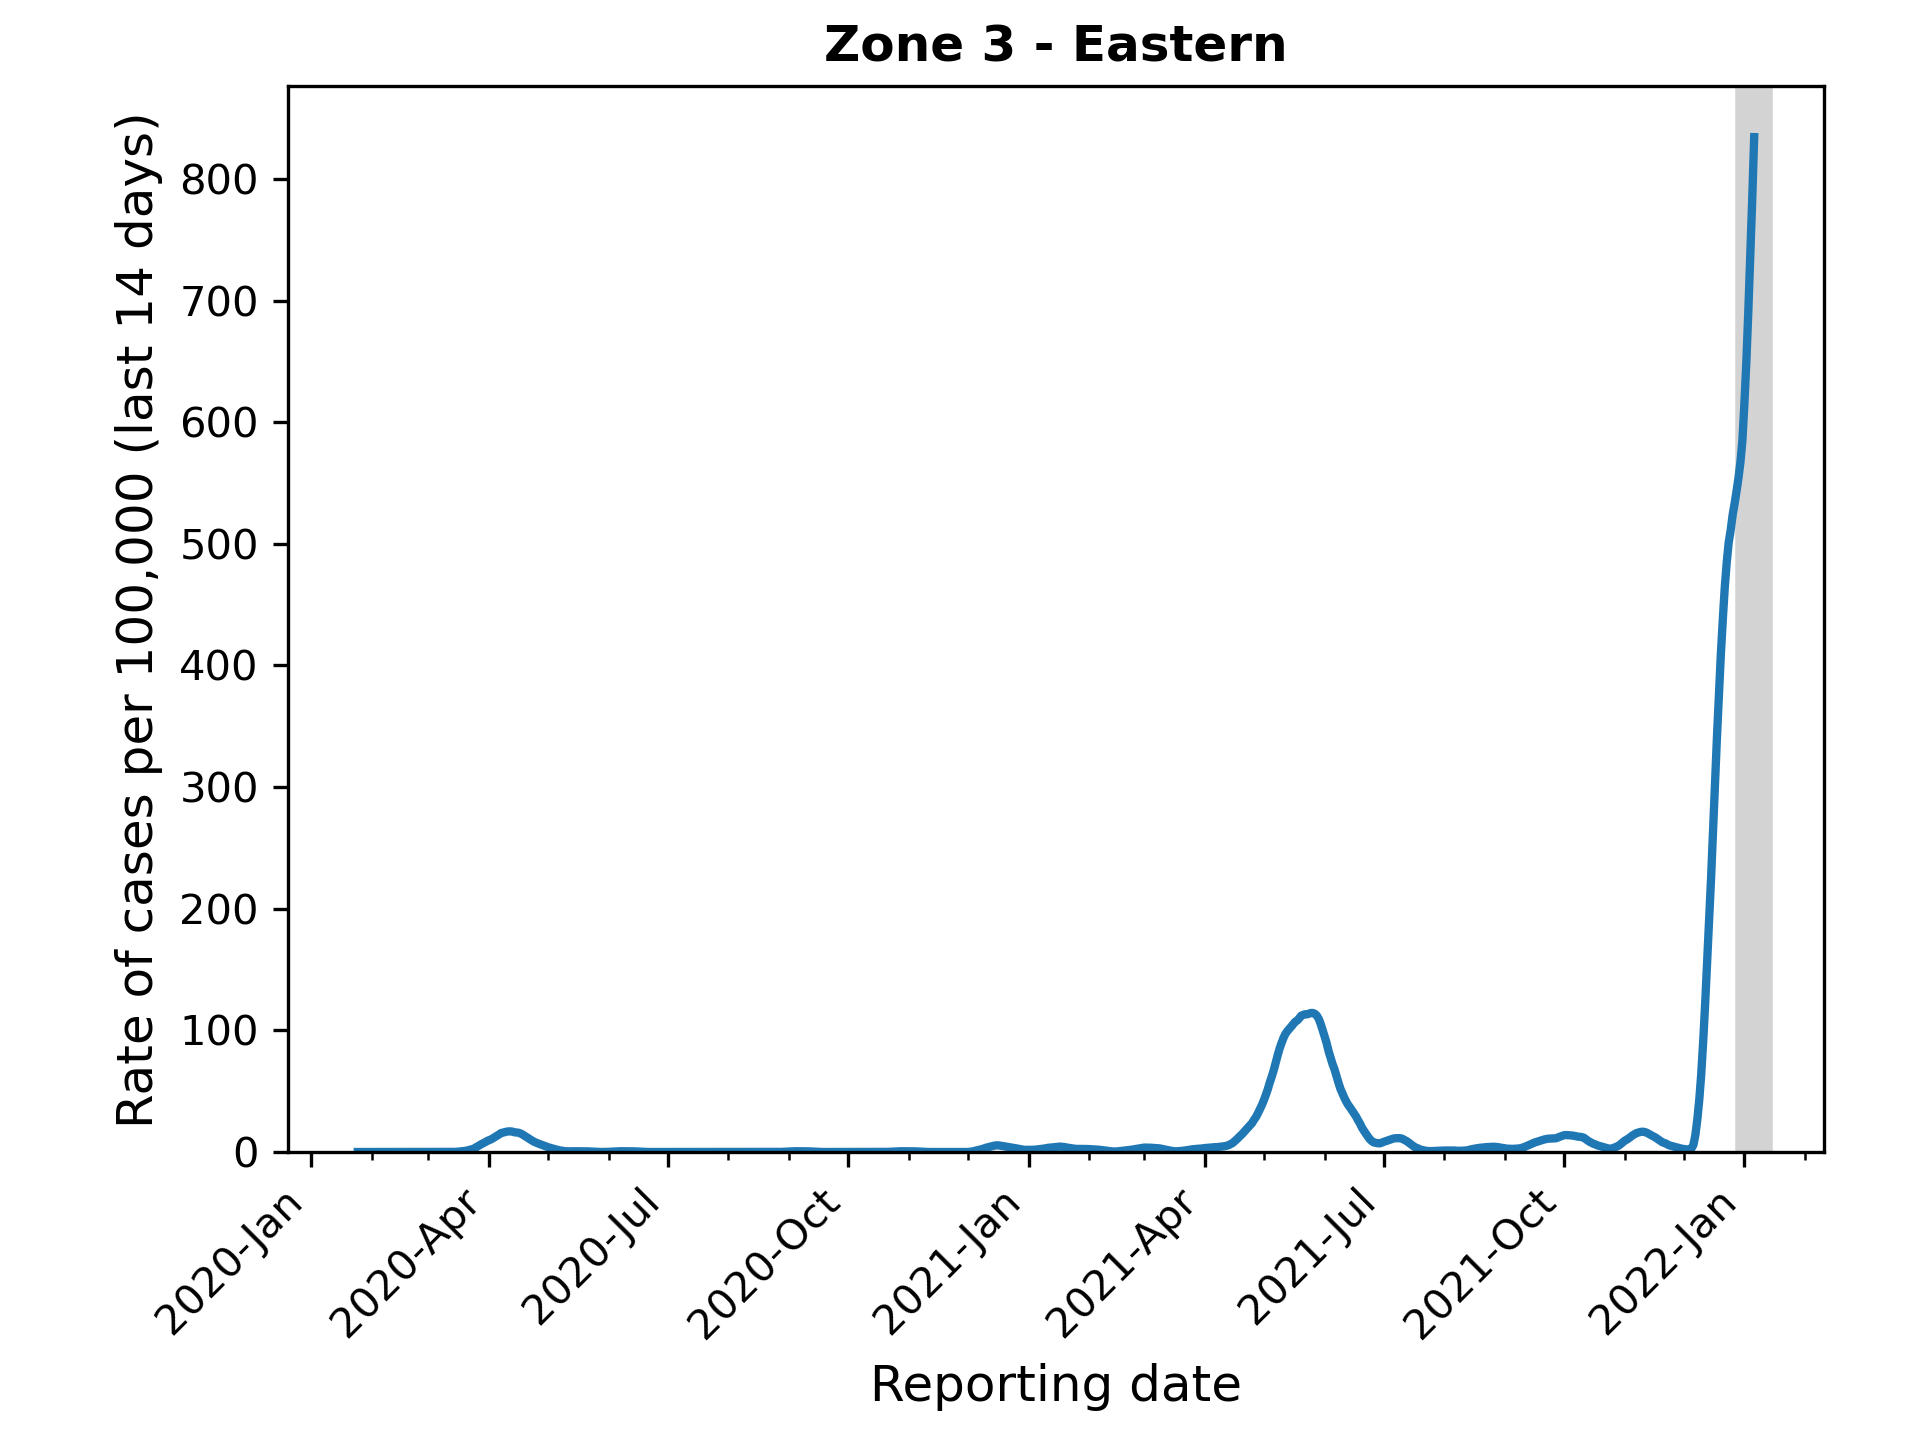 Zone 3 - Eastern
Rate of cases per 100,000 (last 14 days)
800
700
600
500
400
300
200
100
0
2020-Jan
2020-Apr
2020-Jul
2020-Oct
2021-Jan
2021-Apr
2021-Jul
2021-Oct
2022-Jan
Reporting date